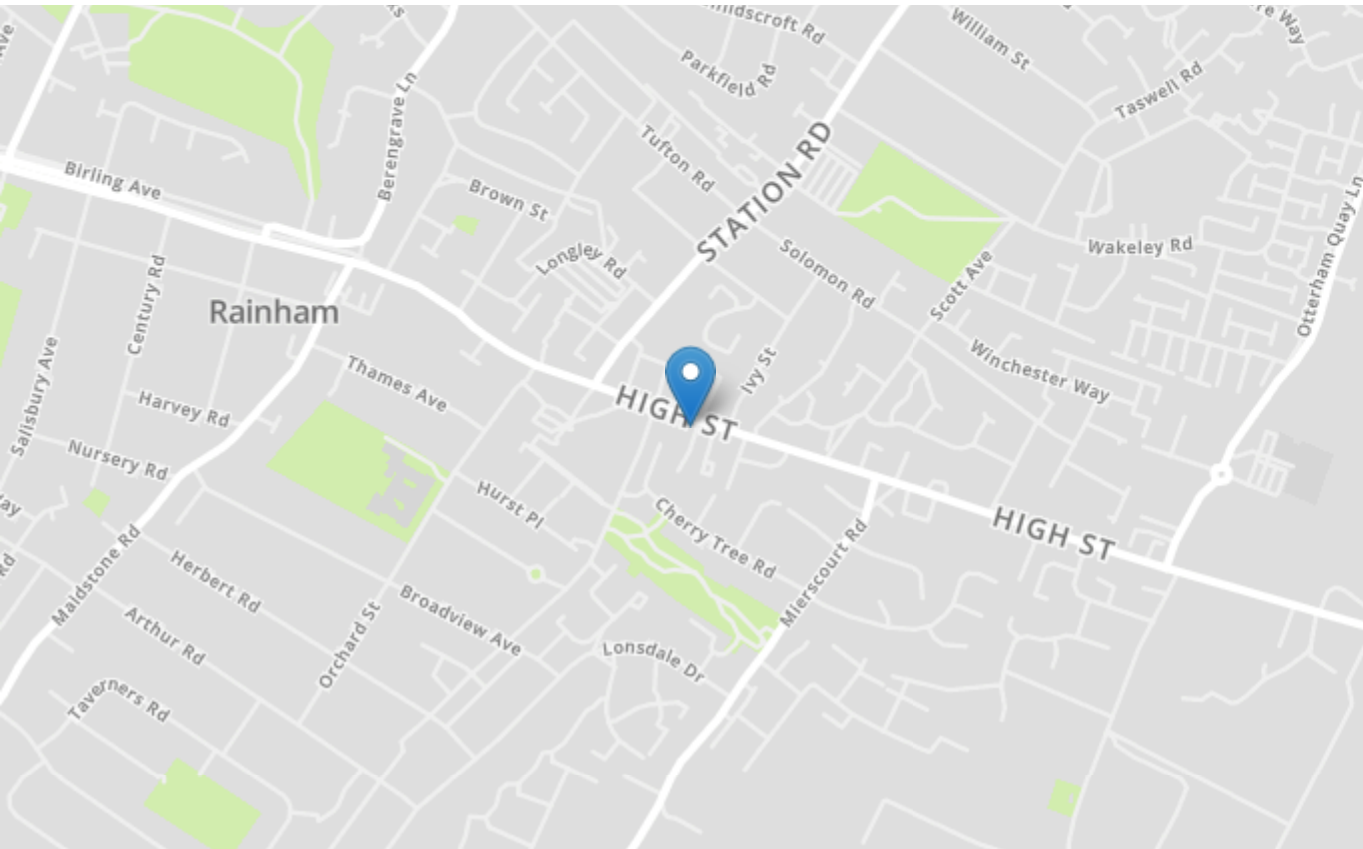 William St
Parkfield Rd
Taswell Rd
Berengrave Ln
Tufton Rd
STATION RD
Birling Ave
Brown St
Otterham Quay Ln
Longley Rd
Solomon Rd
Wakeley Rd
Scott Ave
Century Rd
Rainham
Salisbury Ave
Thames Ave
Ivy St
Winchester Way
Harvey Rd
HIGH ST
Nursery Rd
Hurst Pl
Cherry Tree Rd
HIGH ST
Mierscourt Rd
Maidstone Rd
Herbert Rd
Broadview Ave
Arthur Rd
Orchard St
Lonsdale Dr
Taverners Rd
Rd
Ave